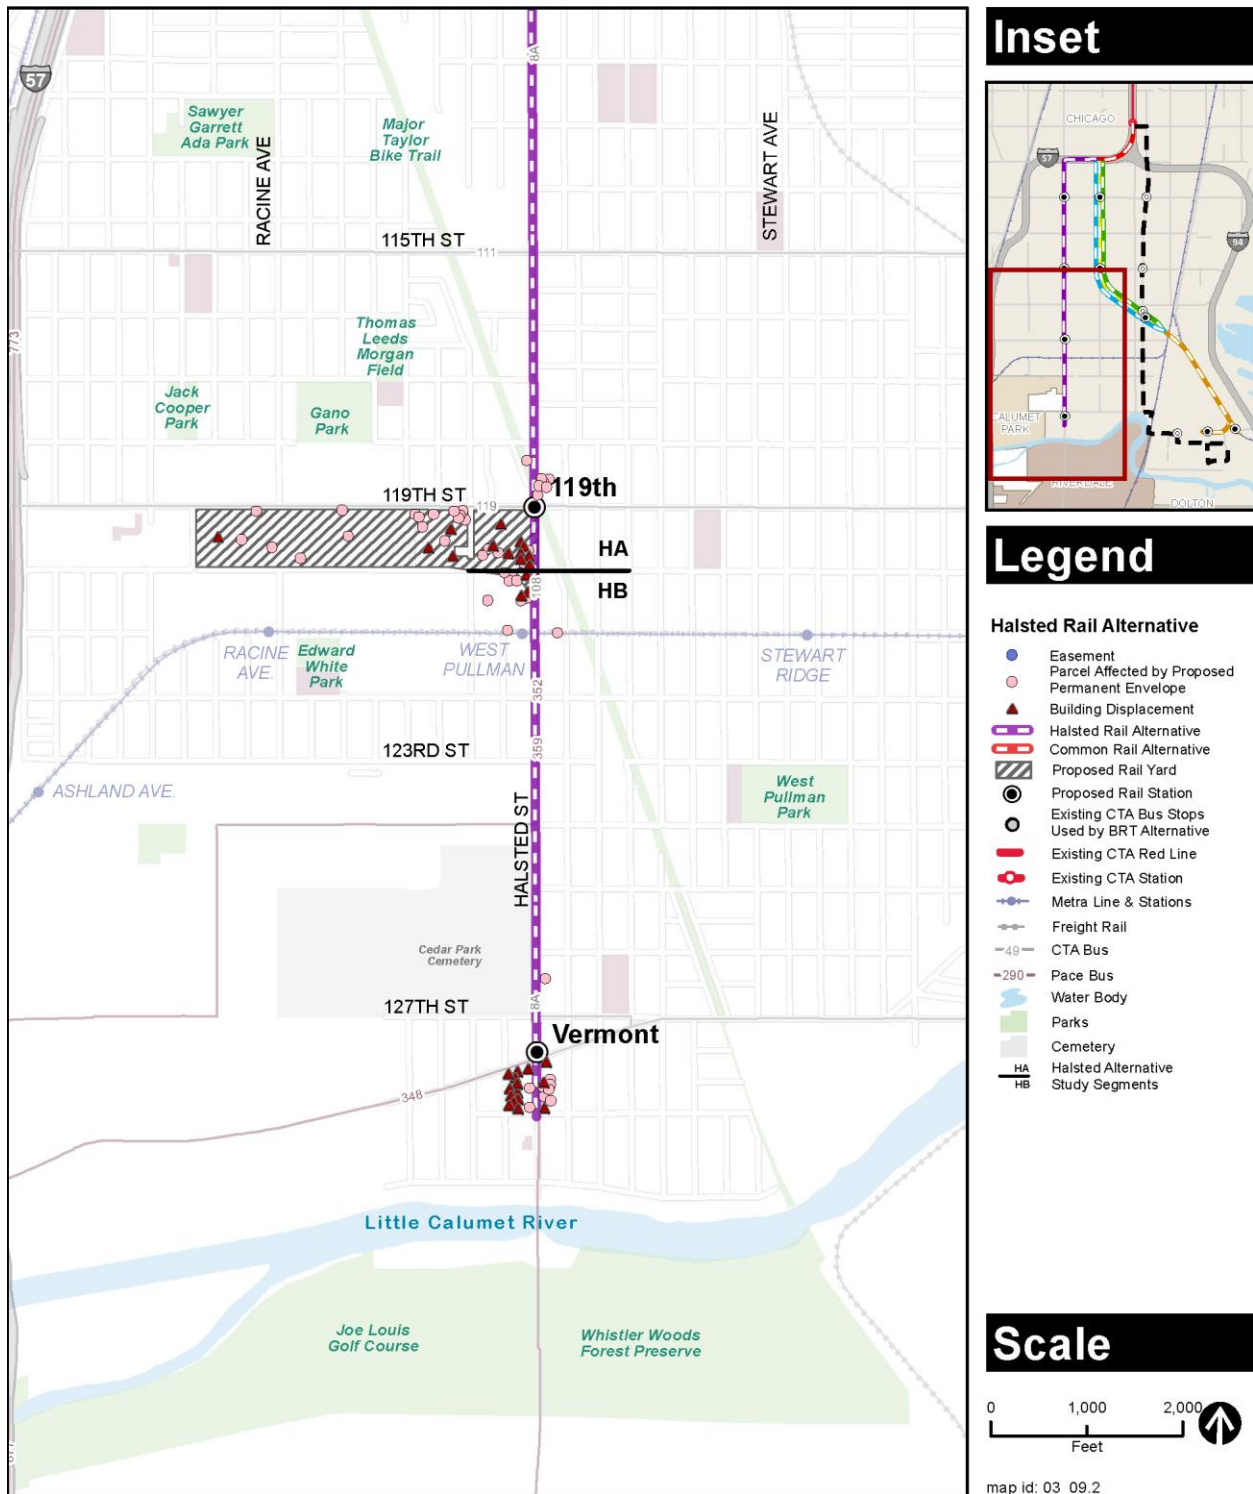 57
Sawyer
Garrett
Ada Park
Major
Taylor
Bike Trail
RACINE AVE
STEWART AVE
8A
115TH ST
111
773
Thomas
Leeds
Morgan
Field
Jack
Cooper
Park
Gano
Park
119TH ST
119
119th
HA
HB
108
RACINE
AVE.
Edward
White
Park
WEST
PULLMAN
STEWART
RIDGE
352
123RD ST
359
ASHLAND AVE.
West
Pullman
Park
HALSTED ST
Cedar Park
Cemetery
127TH ST
8A
Vermont
348
Little Calumet River
Joe Louis
Golf Course
Whistler Woods
Forest Preserve
Inset
CHICAGO
57
94
CALUMET
PARK
RIVERDALE
DOLTON
Legend
Halsted Rail Alternative
Easement
Parcel Affected by Proposed
Permanent Envelope
Building Displacement
Halsted Rail Alternative
Common Rail Alternative
Proposed Rail Yard
Proposed Rail Station
Existing CTA Bus Stops
Used by BRT Alternative
Existing CTA Red Line
Existing CTA Station
Metra Line & Stations
Freight Rail
49 CTA Bus
290 Pace Bus
Water Body
Parks
Cemetery
HA Halsted Alternative
HB Study Segments
Scale
0 1,000 2,000
Feet
map id: 03_09.2